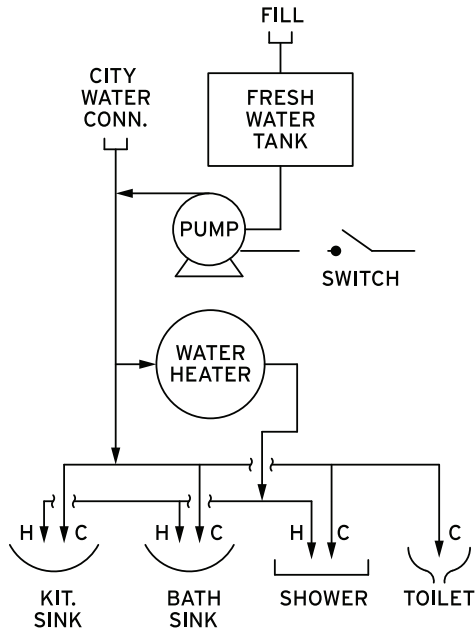 FILL
CITY
WATER
CONN.
FRESH
WATER
TANK
PUMP
SWITCH
WATER
HEATER
H C H C H C C
KIT.
SINK
BATH
SINK
SHOWER
TOILET